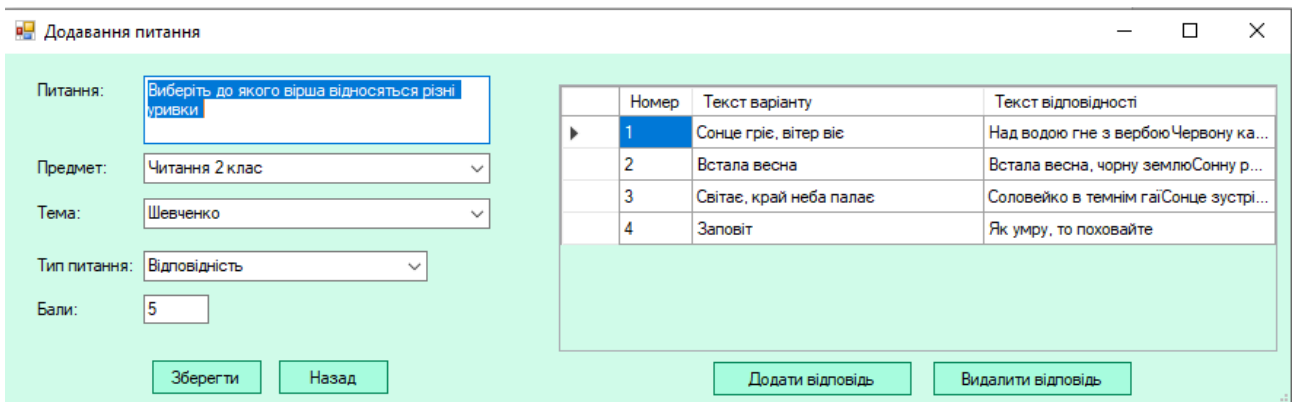 Додавання питання
Питання:
Виберіть до якого вірша відносяться різні
уривки
Предмет:
Читання 2 клас
Тема:
Шевченко
Тип питання:
Відповідність
Бали:
5
Зберегти
Назад
Номер Текст варіанту Текст відповідності
1 Сонце гріє, вітер віє Над водою гне з вербоюЧервону ка...
2 Встала весна Встала весна, чорну землюСонну р...
3 Світає, край неба палає Соловейко в темнім гаїСонце зустрі...
4 Заповіт Як умру, то поховайте
Додати відповідь
Видалити відповідь